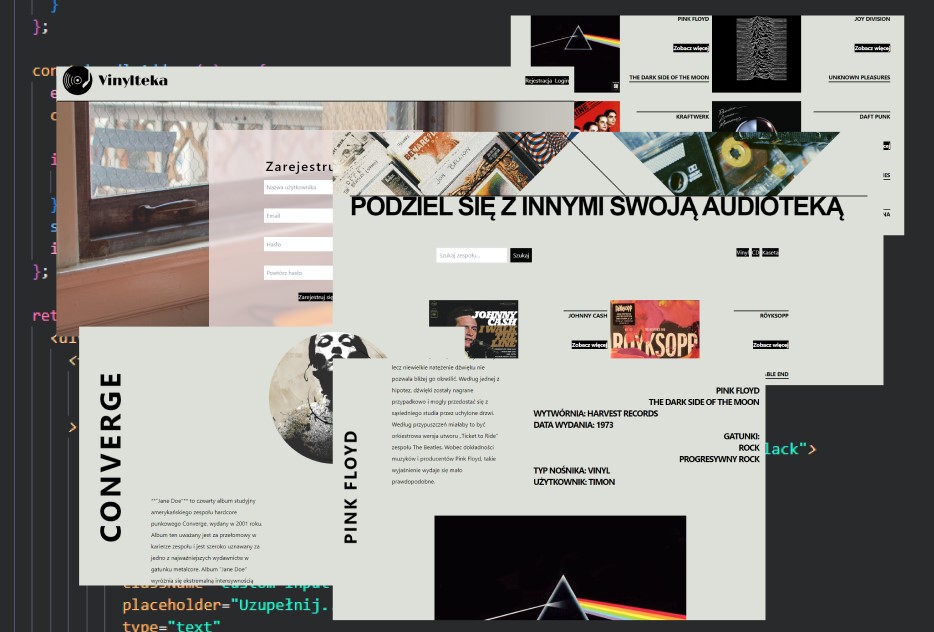 }
};
con
Vinylteka
Rejestracja Login
PINK FLOYD
Zobacz więcej
THE DARK SIDE OF THE MOON
JOY DIVISION
Zobacz więcej
UNKNOWN PLEASURES
KRAFTWERK
DAFT PUNK
Zarejestru
Nazwa użytkownika
Email
Hasło
Powtórz hasło
Zarejestruj się
PODZIEL SIĘ Z INNYMI SWOJĄ AUDIOTEKĄ
Szukaj zespołu...
Szukaj
Vinyl CD Kaseta
JOHNNY CASH
I WALK THE LINE
JOHNNY CASH
Zobacz więcej
RÖYKSOPP
RÖYKSOPP
Zobacz więcej
ABLE END
};
ret
CONVERGE
**"Jane Doe"** to czwarty album studyjny
amerykańskiego zespołu hardcore
punkowego Converge, wydany w 2001 roku.
Album ten uważany jest za przełomowy w
karierze zespołu i jest szeroko uznawany za
jedno z najważniejszych wydawnictw w
gatunku metalcore. Album "Jane Doe"
wyróżnia się ekstremalną intensywnością
PINK FLOYD
lecz niewielkie natężenie dźwięku nie
pozwala bliżej go określić. Według jednej z
hipotez, dźwięki zostały nagrane
przypadkowo i mogły przedostać się z
sąsiedniego studia przez uchylone drzwi.
Według przypuszczeń miałaby to być
orkiestrowa wersja utworu „Ticket to Ride"
zespołu The Beatles. Wobec dokładności
muzyków i producentów Pink Floyd, takie
wyjaśnienie wydaje się mało
prawdopodobne.
PINK FLOYD
THE DARK SIDE OF THE MOON
WYTWÓRNIA: HARVEST RECORDS
DATA WYDANIA: 1973
GATUNKI:
ROCK
PROGRESYWNY ROCK
TYP NOŚNIKA: VINYL
UŻYTKOWNIK: TIMON
lack">
placeholder="Uzupełnij..
type="text"